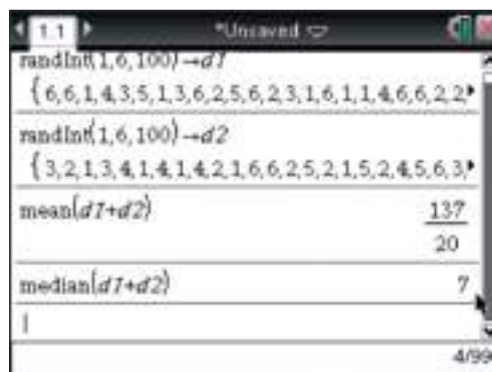 1.1 *Unsaved
randInt(1,6,100)→d1
{6,6,1,4,3,5,1,3,6,2,5,6,2,3,1,6,1,1,4,6,6,2,2
randInt(1,6,100)→d2
{3,2,1,3,4,1,4,1,4,2,1,6,6,2,5,2,1,5,2,4,5,6,3,
mean(d1+d2)
137
20
median(d1+d2) 7
4/99